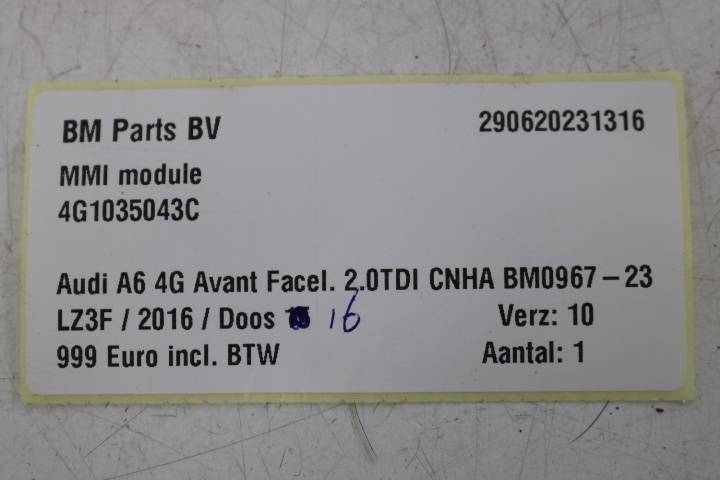 BM Parts BV 290620231316
MMI module
4G1035043C
Audi A6 4G Avant Facel. 2.0TDI CNHA BM0967-23
LZ3F / 2016 / Doos 16 Verz: 10
999 Euro incl. BTW Aantal: 1